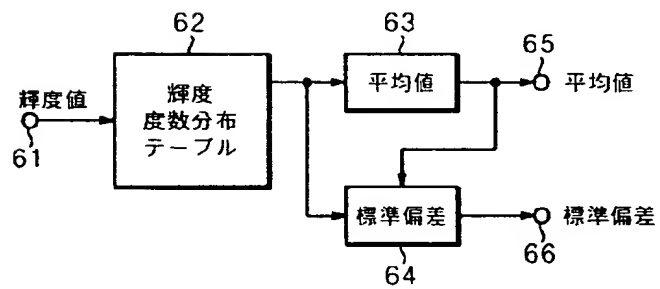 62
63
65
輝度値
61
輝度
度数分布
テーブル
平均値
平均値
標準偏差
64
標準偏差
66